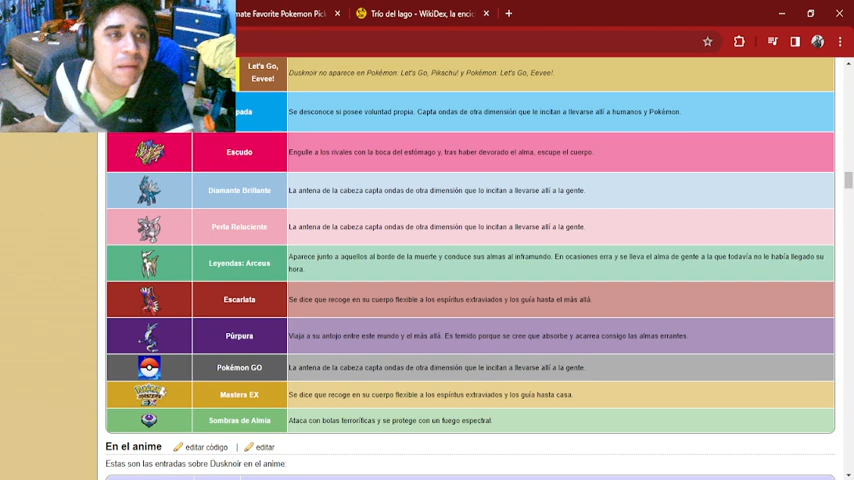 mate Favorite Pokemon Pic
Trío del lago - WikiDex, la enci
Let's Go, Eevee!
Dusknoir no aparece en Pokémon: Let's Go, Pikachu! y Pokémon: Let's Go, Eevee!.
pada
Se desconoce si posee voluntad propia. Capta ondas de otra dimensión que le incitan a llevarse allí a humanos y Pokémon.
Escudo
Engulle a los rivales con la boca del estómago y, tras haber devorado el alma, escupe el cuerpo.
Diamante Brillante
La antena de la cabeza capta ondas de otra dimensión que lo incitan a llevarse allí a la gente.
Perla Reluciente
La antena de la cabeza capta ondas de otra dimensión que lo incitan a llevarse allí a la gente.
Leyendas: Arceus
Aparece junto a aquellos al borde de la muerte y conduce sus almas al inframundo. En ocasiones erra y se lleva el alma de gente a la que todavía no le había llegado su
hora.
Escarlata
Se dice que recoge en su cuerpo flexible a los espíritus extraviados y los guía hasta el más allá.
Púrpura
Viaja a su antojo entre este mundo y el más allá. Es temido porque se cree que absorbe y acarrea consigo las almas errantes.
Pokémon GO
La antena de la cabeza capta ondas de otra dimensión que le incitan a llevarse allí a la gente.
Masters EX
Se dice que recoge en su cuerpo flexible a los espíritus extraviados y los guía hasta casa.
Sombras de Almia
Ataca con bolas terroríficas y se protege con un fuego espectral.
En el anime editar código | editar
Estas son las entradas sobre Dusknoir en el anime: